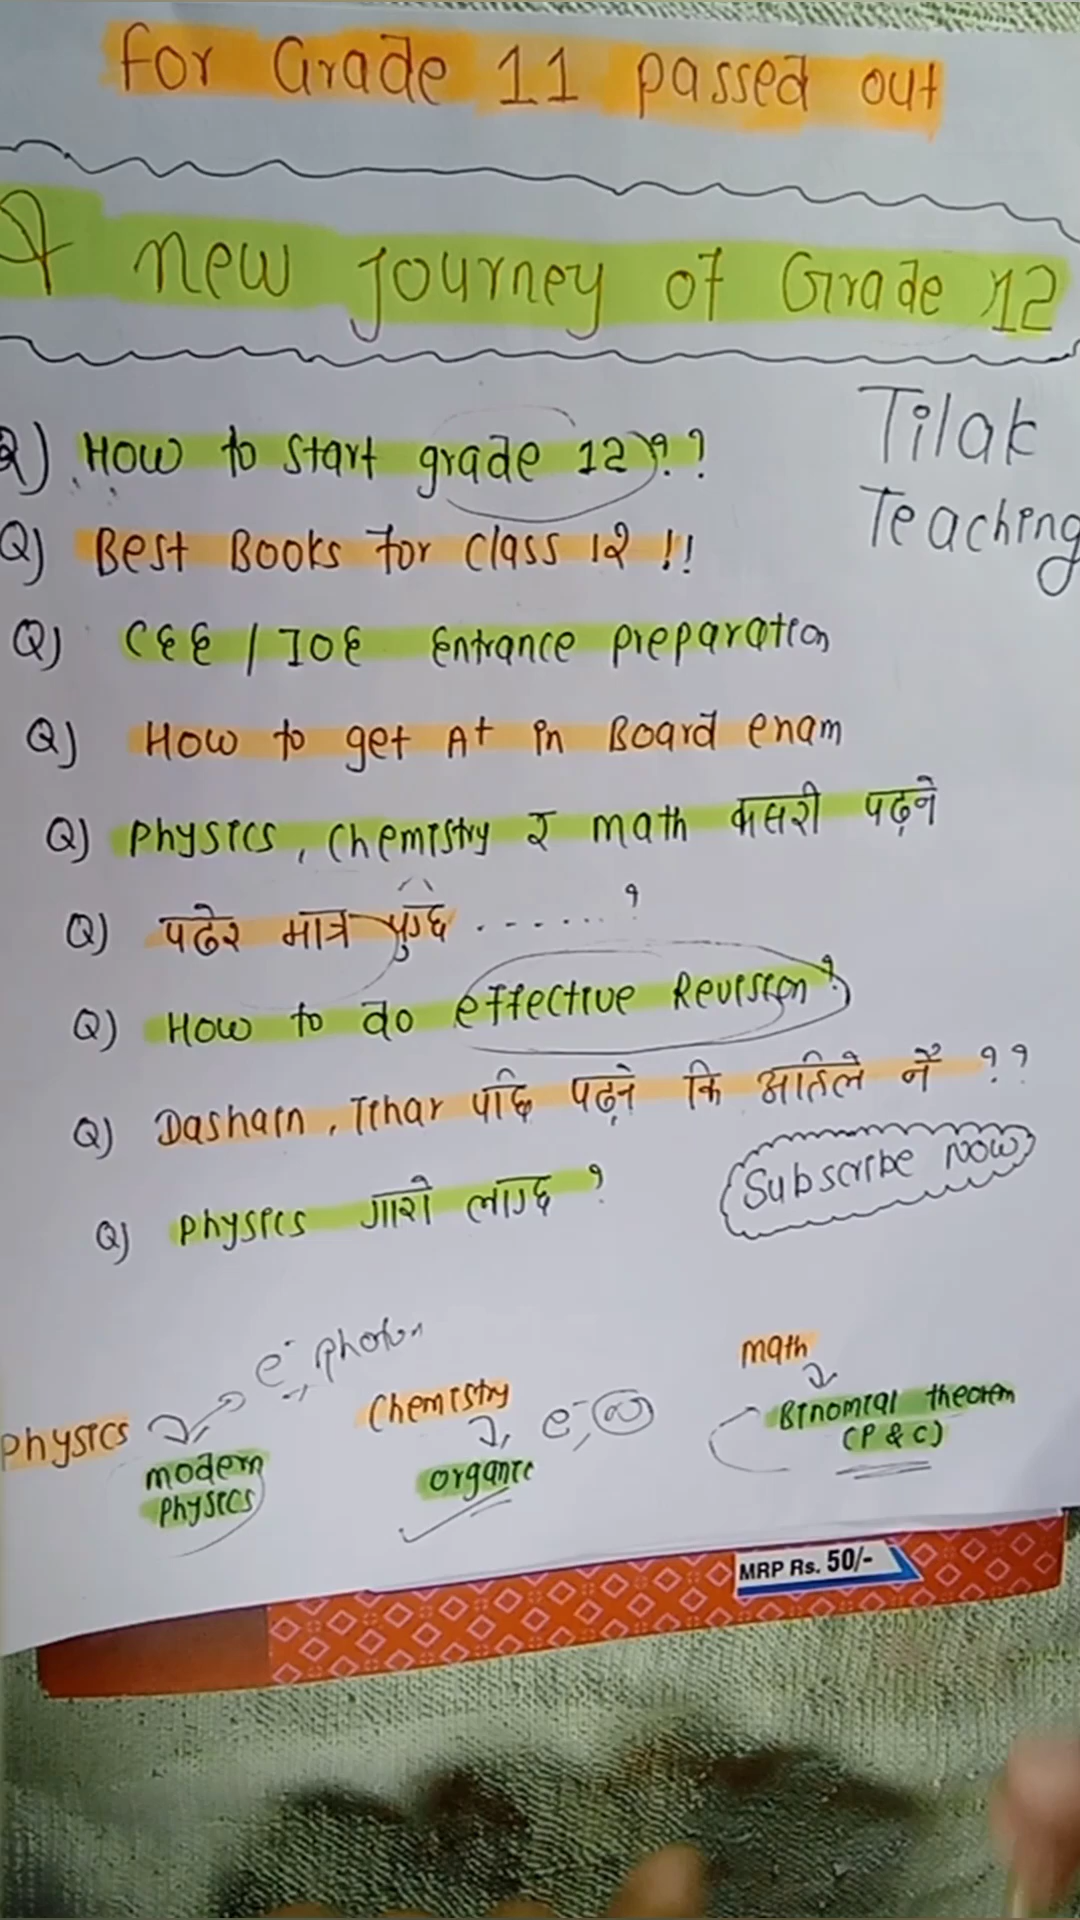 For Grade 11 passed out
A new journey of Grade 12
Tilak
Teaching
Q) How to start grade 12 ??
Q) Best Books for class 12 !!
Q) CEE / IOE Entrance preparation
Q) How to get A+ in Board enam
Q) Physics, chemistry र math कसरी पढ्ने
Q) पढेर मात्र पुग्छ ....... ?
Q) How to do effective Revision ?
Q) Dashain, Tihar पछि पढ्ने कि अहिले नै ??
Q) Physics गारो लाग्छ ?
Subscribe Now
e- photon
Physics
modern
Physics
Chemistry
e-,
organic
math
Binomial theorem
(P & C)
MRP Rs. 50/-